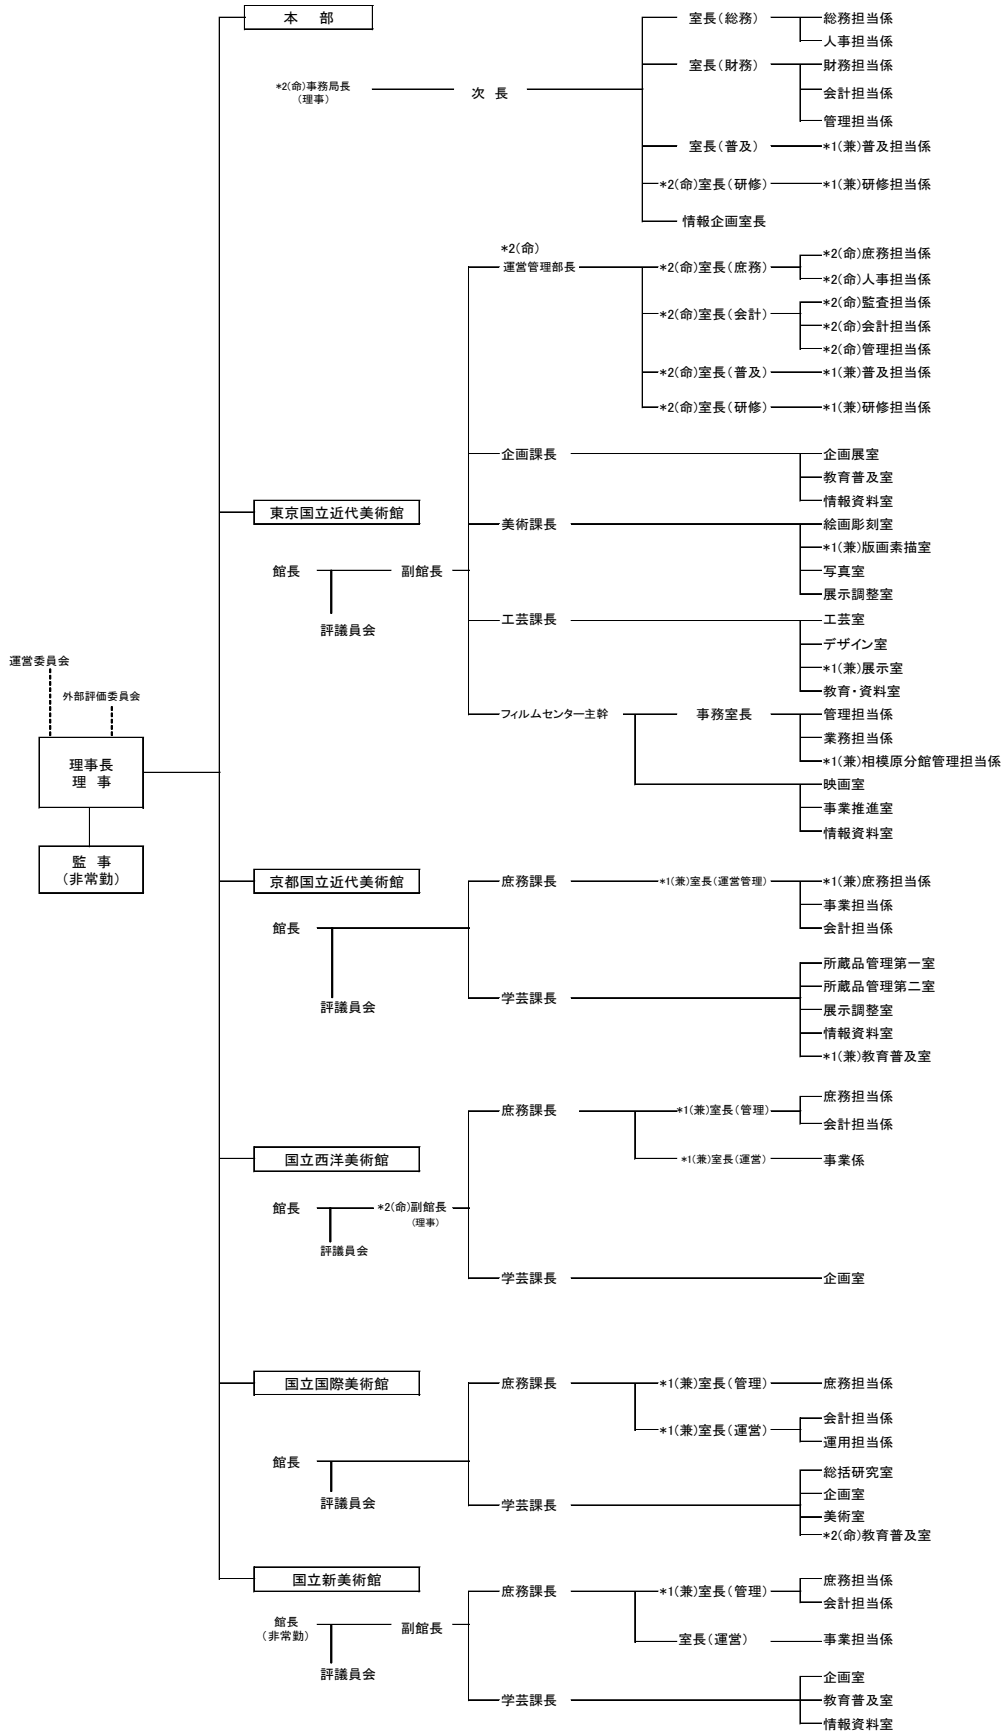 本 部
*2(命)事務局長
(理事)
次 長
室長(総務)
総務担当係
人事担当係
室長(財務)
財務担当係
会計担当係
管理担当係
室長(普及)
*1(兼)普及担当係
*2(命)室長(研修)
*1(兼)研修担当係
情報企画室長
*2(命)
運営管理部長
*2(命)室長(庶務)
*2(命)庶務担当係
*2(命)人事担当係
*2(命)室長(会計)
*2(命)監査担当係
*2(命)会計担当係
*2(命)管理担当係
*2(命)室長(普及)
*1(兼)普及担当係
*2(命)室長(研修)
*1(兼)研修担当係
企画課長
企画展室
教育普及室
情報資料室
東京国立近代美術館
美術課長
絵画彫刻室
*1(兼)版画素描室
写真室
展示調整室
館長
副館長
評議員会
工芸課長
工芸室
デザイン室
*1(兼)展示室
教育・資料室
運営委員会
外部評価委員会
フィルムセンター主幹
事務室長
管理担当係
業務担当係
*1(兼)相模原分館管理担当係
映画室
事業推進室
情報資料室
理事長
理 事
監 事
(非常勤)
京都国立近代美術館
庶務課長
*1(兼)室長(運営管理)
*1(兼)庶務担当係
事業担当係
会計担当係
館長
評議員会
学芸課長
所蔵品管理第一室
所蔵品管理第二室
展示調整室
情報資料室
*1(兼)教育普及室
庶務課長
*1(兼)室長(管理)
庶務担当係
会計担当係
国立西洋美術館
*1(兼)室長(運営)
事業係
館長
*2(命)副館長
(理事)
評議員会
学芸課長
企画室
国立国際美術館
庶務課長
*1(兼)室長(管理)
庶務担当係
*1(兼)室長(運営)
会計担当係
運用担当係
館長
評議員会
学芸課長
総括研究室
企画室
美術室
*2(命)教育普及室
国立新美術館
庶務課長
*1(兼)室長(管理)
庶務担当係
会計担当係
館長
(非常勤)
副館長
室長(運営)
事業担当係
評議員会
学芸課長
企画室
教育普及室
情報資料室